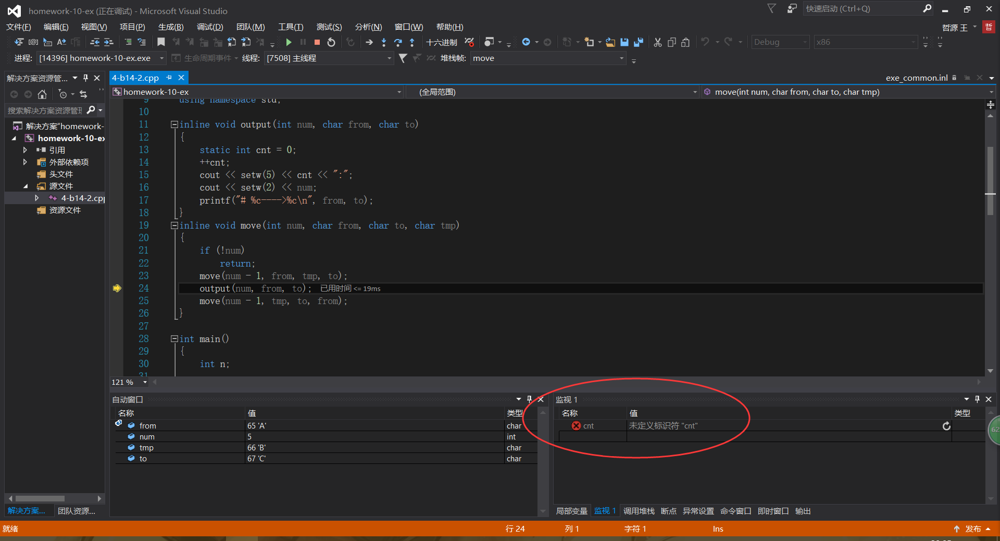 homework-10-ex (正在调试) - Microsoft Visual Studio
快速启动 (Ctrl+Q)
文件(F) 编辑(E) 视图(V) 项目(P) 生成(B) 调试(D) 团队(M) 工具(T) 测试(S) 分析(N) 窗口(W) 帮助(H)
哲源 王 哲
十六进制 Debug x86
进程: [14396] homework-10-ex.exe 生命周期事件 线程: [7508] 主线程 堆栈帧: move
解决方案资源管...
4-b14-2.cpp
exe_common.inl
homework-10-ex (全局范围) move(int num, char from, char to, char tmp)
搜索解决方案资源管理
解决方案"homework-
homework-10-ex
引用
外部依赖项
头文件
源文件
4-b14-2.cpp
资源文件
9 using namespace std;
10
11 inline void output(int num, char from, char to)
12 {
13 static int cnt = 0;
14 ++cnt;
15 cout << setw(5) << cnt << ":";
16 cout << setw(2) << num;
17 printf("# %c---->%c\n", from, to);
18 }
19 inline void move(int num, char from, char to, char tmp)
20 {
21 if (!num)
22 return;
23 move(num - 1, from, tmp, to);
24 output(num, from, to); 已用时间 <= 19ms
25 move(num - 1, tmp, to, from);
26 }
27
28 int main()
29 {
30 int n;
31
121 %
自动窗口
名称 值 类型
from 65 'A' char
num 5 int
tmp 66 'B' char
to 67 'C' char
监视 1
名称 值 类型
cnt 未定义标识符 "cnt"
62
解决方案... 团队资源...
局部变量 监视 1 调用堆栈 断点 异常设置 命令窗口 即时窗口 输出
就绪 行 24 列 1 字符 1 Ins 发布